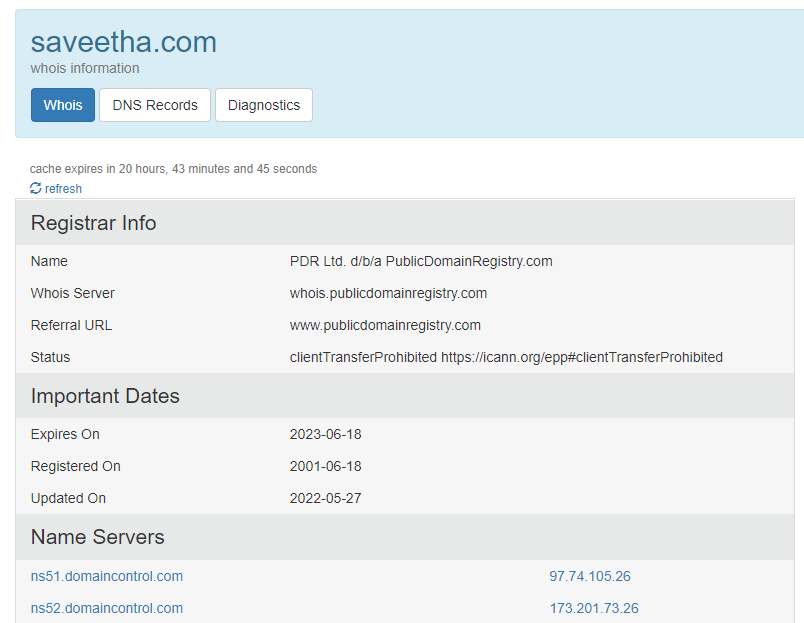 saveetha.com
whois information
Whois DNS Records Diagnostics
cache expires in 20 hours, 43 minutes and 45 seconds
refresh
Registrar Info
Name PDR Ltd. d/b/a PublicDomainRegistry.com
Whois Server whois.publicdomainregistry.com
Referral URL www.publicdomainregistry.com
Status clientTransferProhibited https://icann.org/epp#clientTransferProhibited
Important Dates
Expires On 2023-06-18
Registered On 2001-06-18
Updated On 2022-05-27
Name Servers
ns51.domaincontrol.com 97.74.105.26
ns52.domaincontrol.com 173.201.73.26